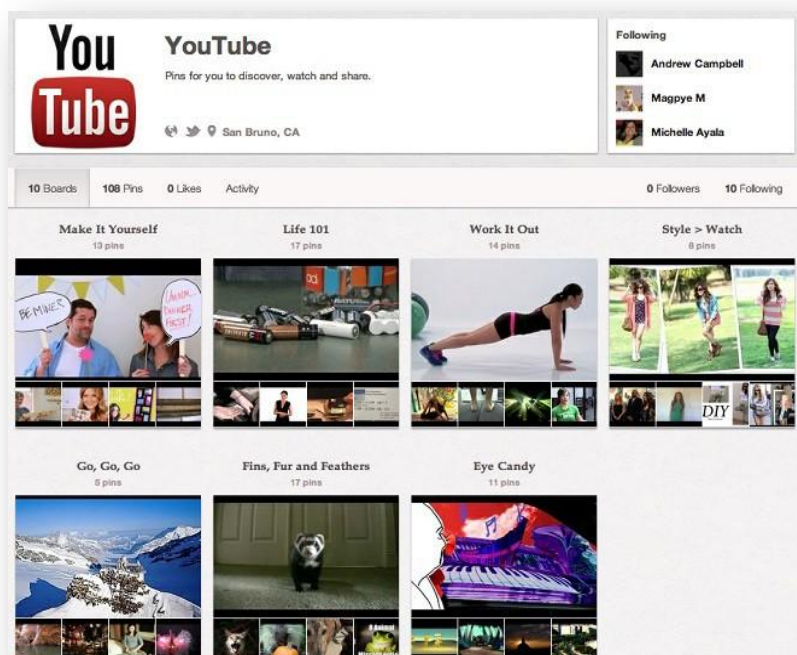 You
Tube
YouTube
Pins for you to discover, watch and share.
San Bruno, CA
Following
Andrew Campbell
Magpye M
Michelle Ayala
10 Boards 108 Pins 0 Likes Activity 0 Followers 10 Following
Make It Yourself
13 pins
Life 101
17 pins
Work It Out
14 pins
Style > Watch
8 pins
BE MINE?
UMMM...
DINNER
FIRST!
DIY
Go, Go, Go
5 pins
Fins, Fur and Feathers
17 pins
Eye Candy
11 pins